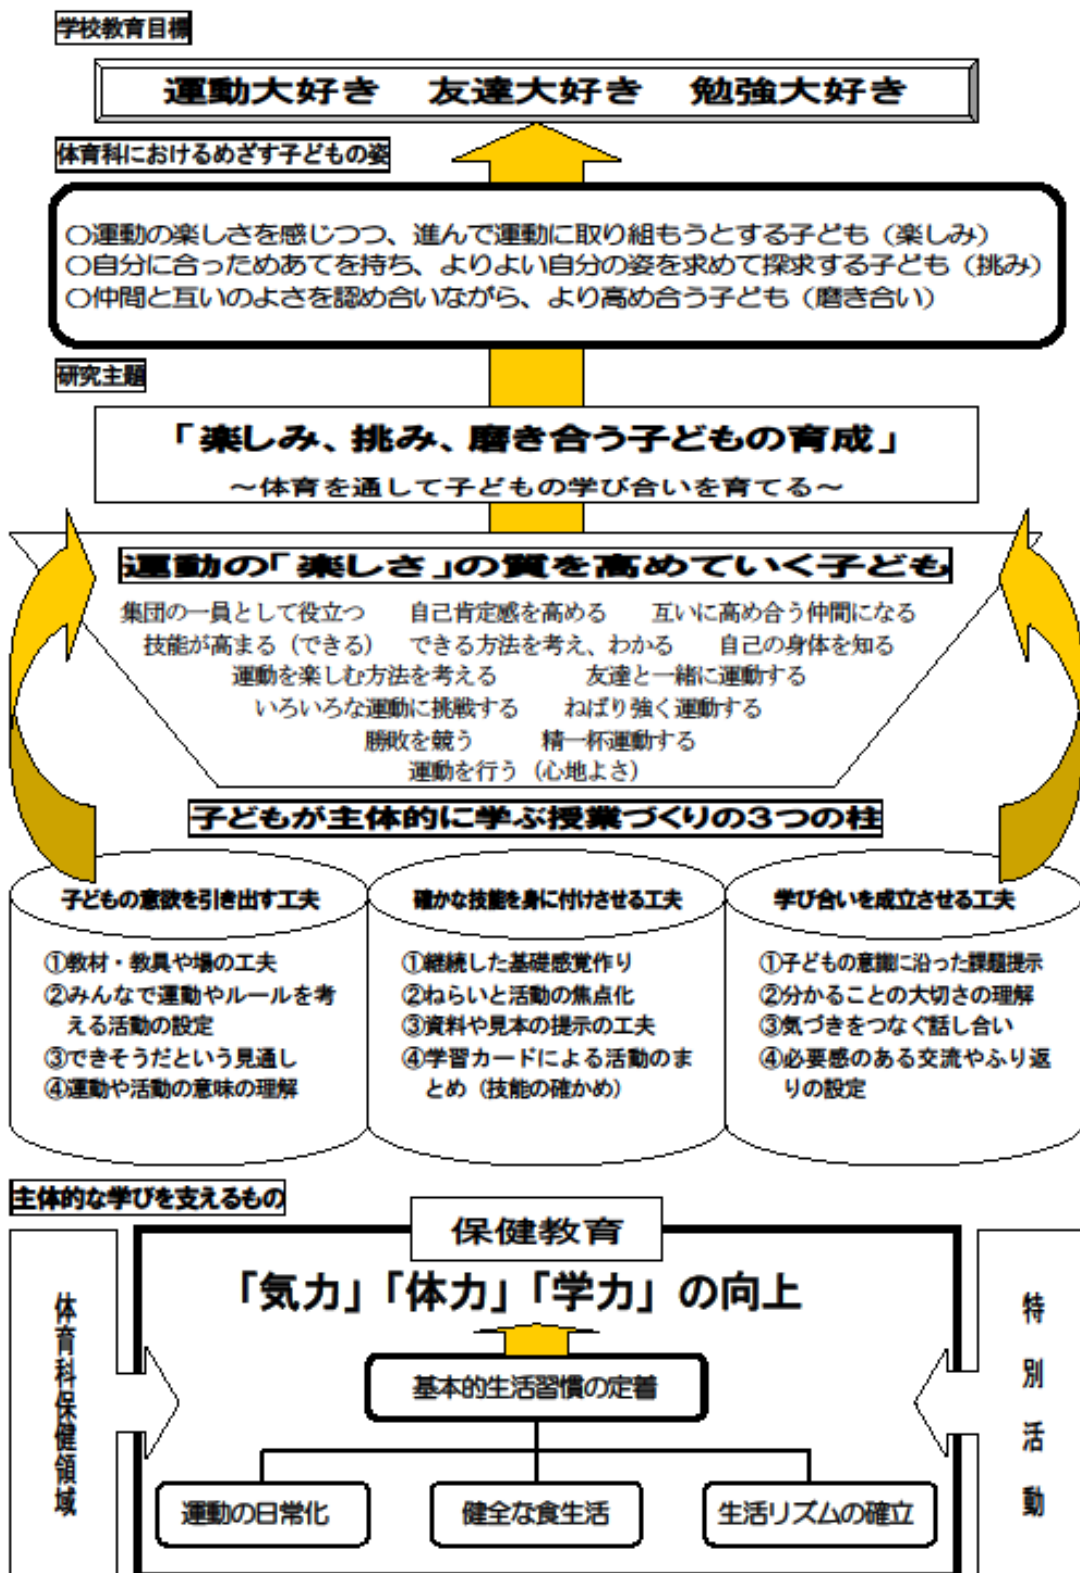 学校教育目標
運動大好き　友達大好き　勉強大好き
体育科におけるめざす子どもの姿
○運動の楽しさを感じつつ、進んで運動に取り組もうとする子ども（楽しみ）
○自分に合っためあてを持ち、よりよい自分の姿を求めて探求する子ども（挑み）
○仲間と互いのよさを認め合いながら、より高め合う子ども（磨き合い）
研究主題
「楽しみ、挑み、磨き合う子どもの育成」
～体育を通して子どもの学び合いを育てる～
運動の「楽しさ」の質を高めていく子ども
集団の一員として役立つ　自己肯定感を高める　互いに高め合う仲間になる
技能が高まる（できる）　できる方法を考え、わかる　自己の身体を知る
運動を楽しむ方法を考える　友達と一緒に運動する
いろいろな運動に挑戦する　ねばり強く運動する
勝敗を競う　精一杯運動する
運動を行う（心地よさ）
子どもが主体的に学ぶ授業づくりの３つの柱
子どもの意欲を引き出す工夫
①教材・教具や場の工夫
②みんなで運動やルールを考
える活動の設定
③できそうだという見通し
④運動や活動の意味の理解
確かな技能を身に付けさせる工夫
①継続した基礎感覚作り
②ねらいと活動の焦点化
③資料や見本の提示の工夫
④学習カードによる活動のま
とめ（技能の確かめ）
学び合いを成立させる工夫
①子どもの意識に沿った課題提示
②分かることの大切さの理解
③気づきをつなぐ話し合い
④必要感のある交流やふり返
りの設定
主体的な学びを支えるもの
体育科保健領域
保健教育
「気力」「体力」「学力」の向上
基本的生活習慣の定着
運動の日常化
健全な食生活
生活リズムの確立
特別活動